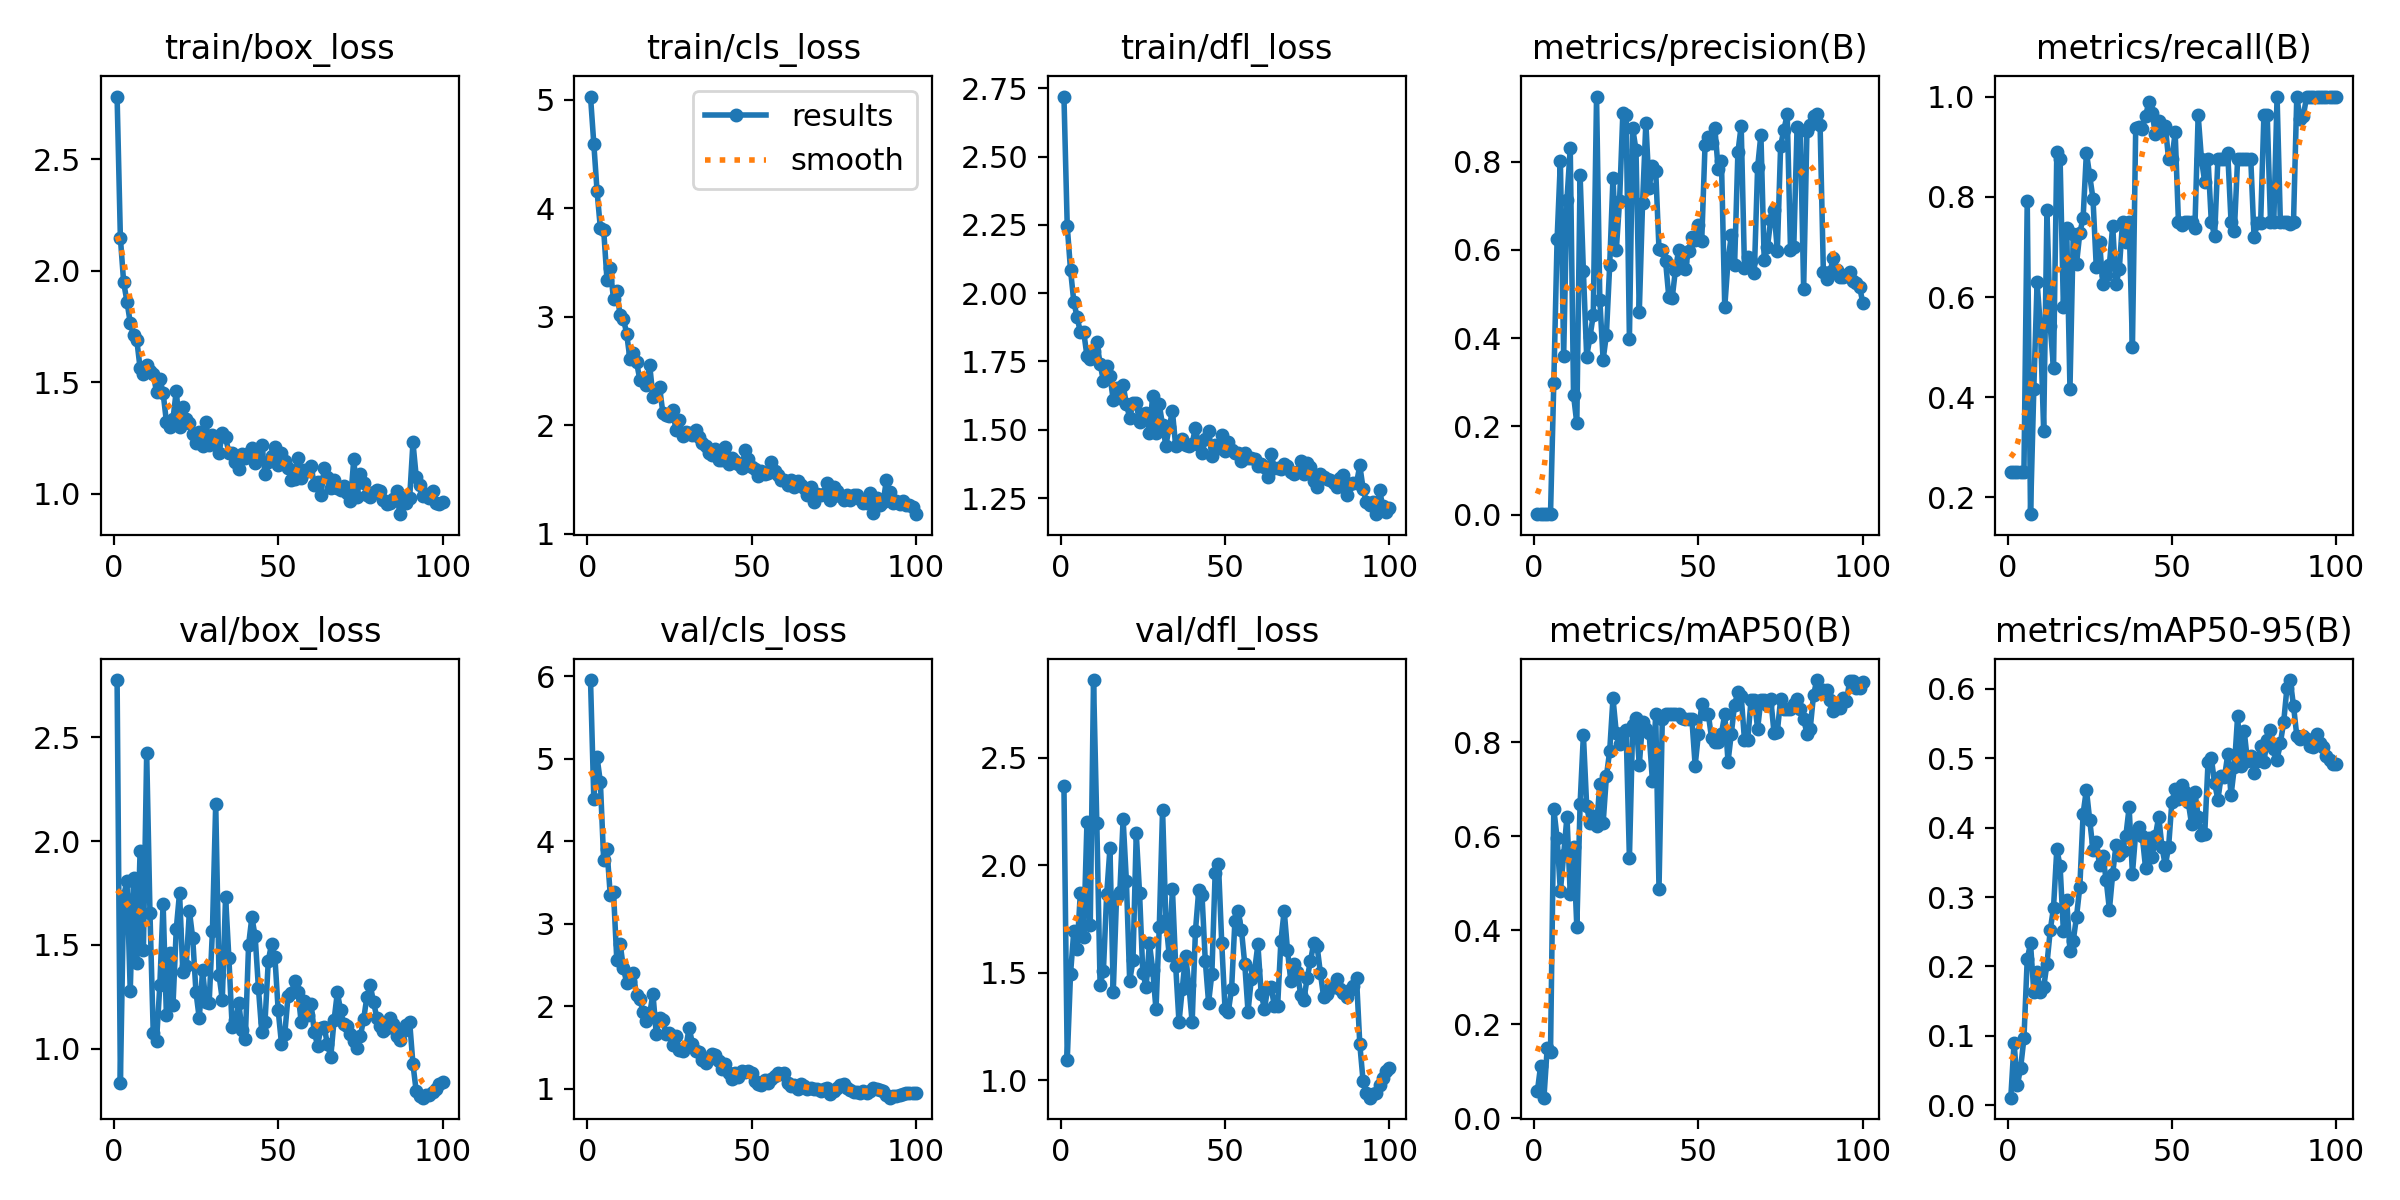 train/box_loss
2.5
2.0
1.5
1.0
0 50 100
train/cls_loss
results
smooth
5
4
3
2
1
0 50 100
train/dfl_loss
2.75
2.50
2.25
2.00
1.75
1.50
1.25
0 50 100
metrics/precision(B)
0.8
0.6
0.4
0.2
0.0
0 50 100
metrics/recall(B)
1.0
0.8
0.6
0.4
0.2
0 50 100
val/box_loss
2.5
2.0
1.5
1.0
0 50 100
val/cls_loss
6
5
4
3
2
1
0 50 100
val/dfl_loss
2.5
2.0
1.5
1.0
0 50 100
metrics/mAP50(B)
0.8
0.6
0.4
0.2
0.0
0 50 100
metrics/mAP50-95(B)
0.6
0.5
0.4
0.3
0.2
0.1
0.0
0 50 100